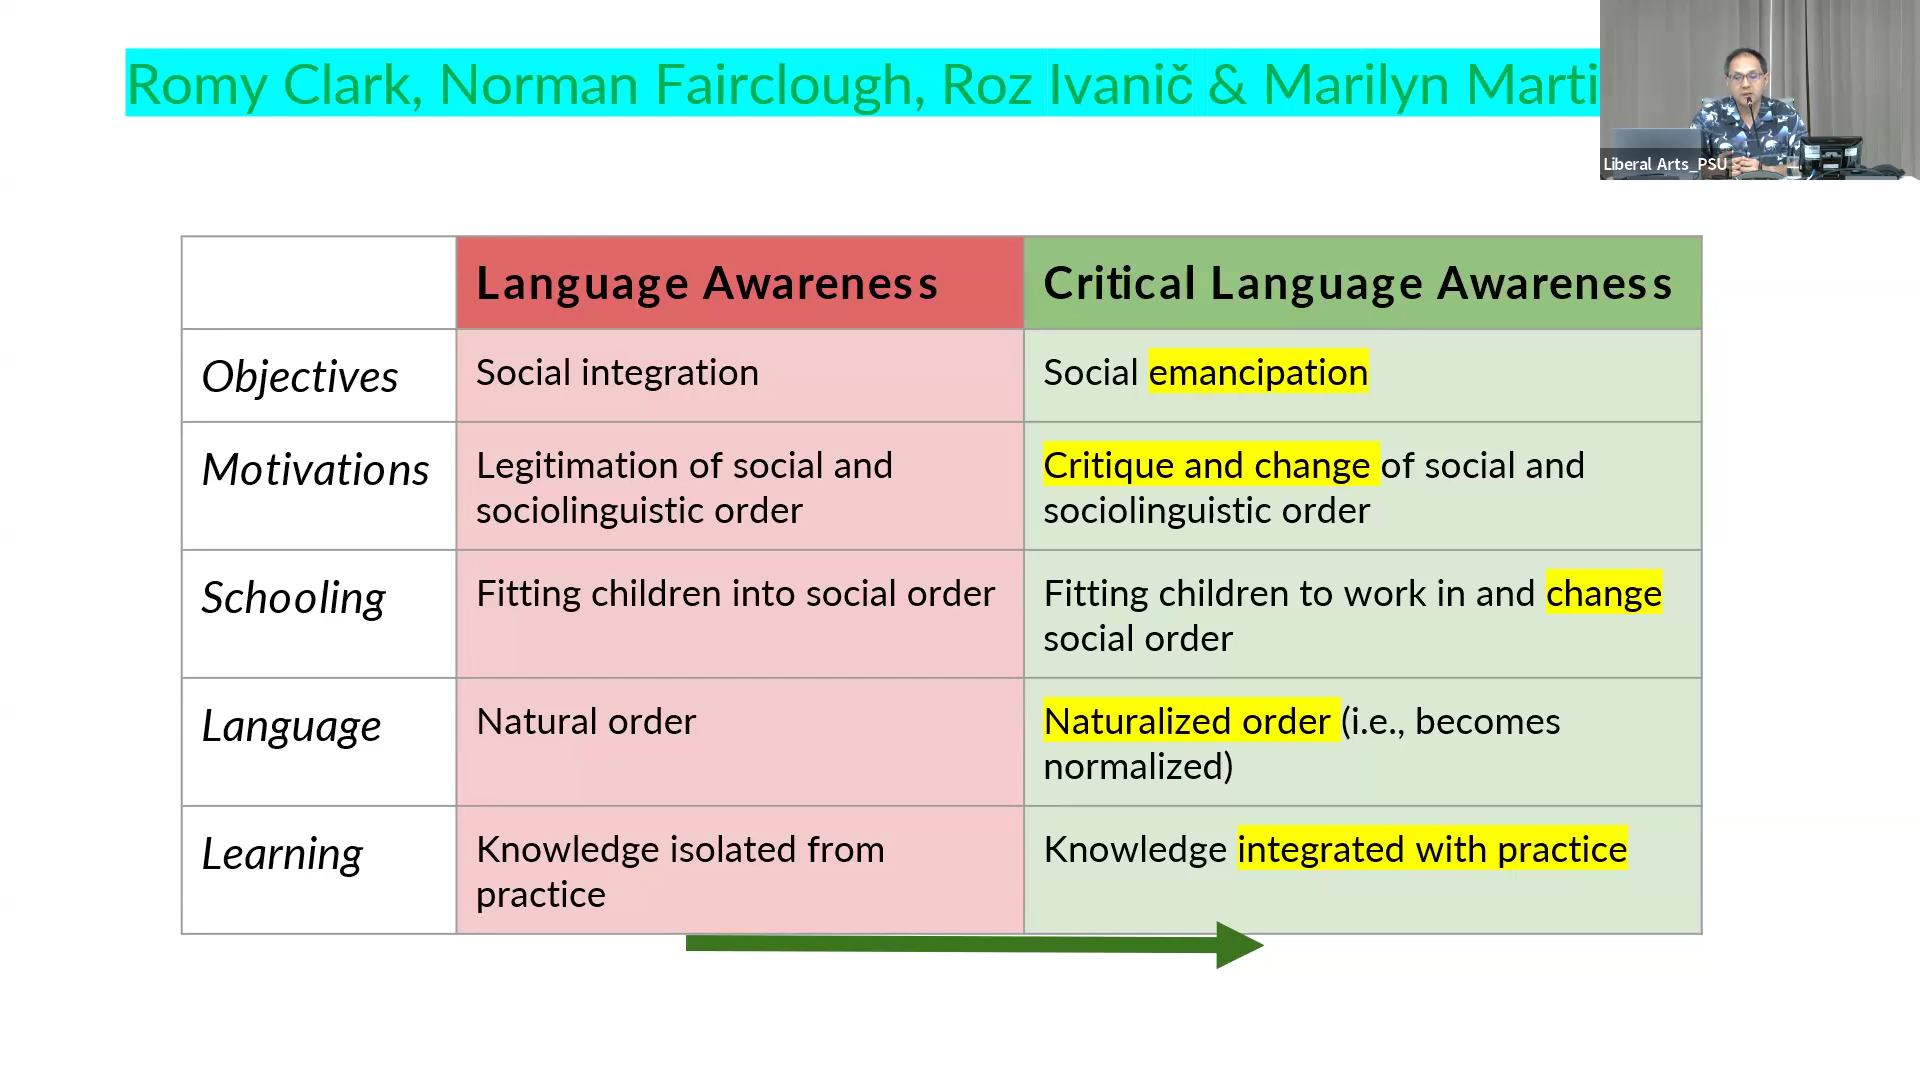 Romy Clark, Norman Fairclough, Roz Ivanič & Marilyn Marti
Liberal Arts_PSU
Language Awareness
Critical Language Awareness
Objectives
Social integration
Social emancipation
Motivations
Legitimation of social and
sociolinguistic order
Critique and change of social and
sociolinguistic order
Schooling
Fitting children into social order
Fitting children to work in and change
social order
Language
Natural order
Naturalized order (i.e., becomes
normalized)
Learning
Knowledge isolated from
practice
Knowledge integrated with practice